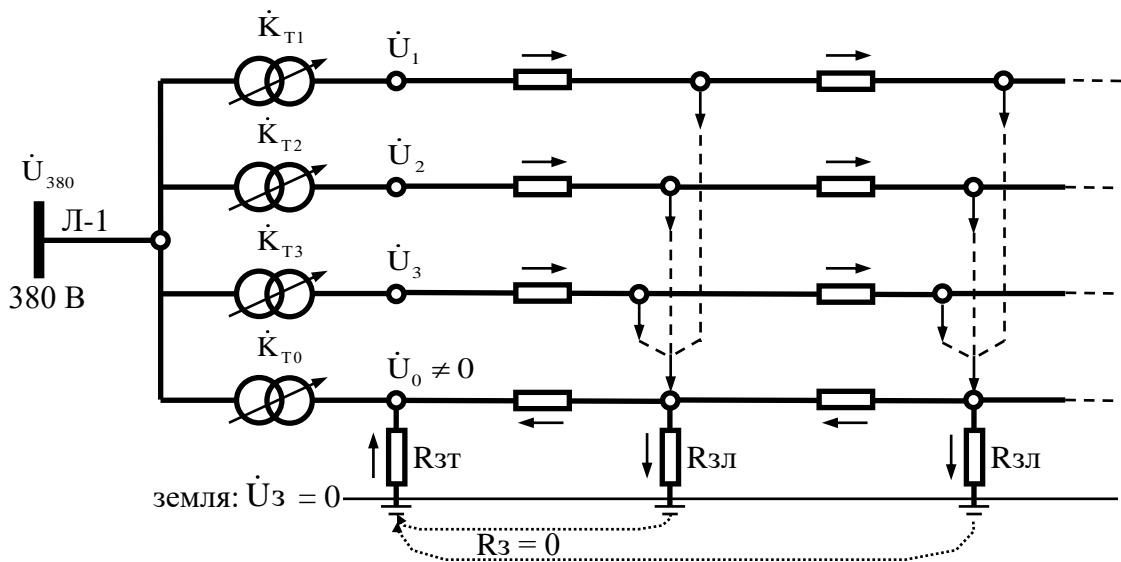 K̇т1
U̇1
K̇т2
U̇2
U̇380
Л-1
K̇т3
U̇3
380 В
K̇т0
U̇0 ≠ 0
Rзт
Rзл
Rзл
земля: U̇з = 0
Rз = 0